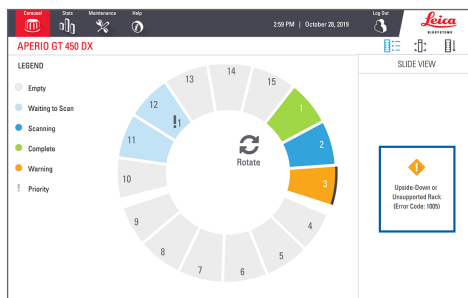 Carousel
Stats
Maintenance
Help
2:59 PM | October 28, 2019
Log Out
Leica
BIOSYSTEMS
APERIO GT 450 DX
LEGEND
Empty
Waiting to Scan
Scanning
Complete
Warning
! Priority
1
2
3
4
5
6
7
8
9
10
11
12
!1
13
14
15
Rotate
SLIDE VIEW
Upside-Down or
Unsupported Rack
(Error Code: 1005)